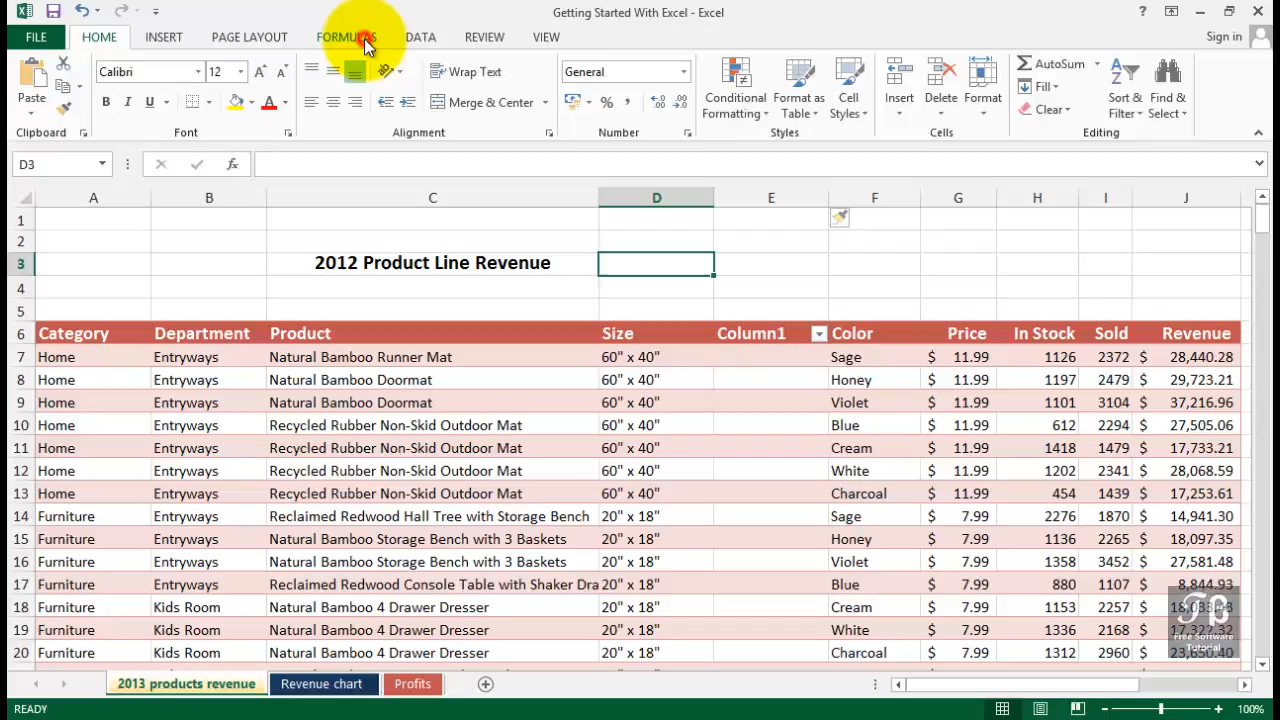 Getting Started With Excel - Excel
FILE HOME INSERT PAGE LAYOUT FORMULAS DATA REVIEW VIEW Sign in
Paste Calibri 12 Wrap Text General Conditional Formatting Format as Table Cell Styles Insert Delete Format AutoSum Sort & Filter Find & Select
B I U Merge & Center $ % , Fill
Clear
Clipboard Font Alignment Number Styles Cells Editing
D3 fx
A B C D E F G H I J
1
2
3 2012 Product Line Revenue
4
5
6 Category Department Product Size Column1 Color Price In Stock Sold Revenue
7 Home Entryways Natural Bamboo Runner Mat 60" x 40" Sage $ 11.99 1126 2372 $ 28,440.28
8 Home Entryways Natural Bamboo Doormat 60" x 40" Honey $ 11.99 1197 2479 $ 29,723.21
9 Home Entryways Natural Bamboo Doormat 60" x 40" Violet $ 11.99 1101 3104 $ 37,216.96
10 Home Entryways Recycled Rubber Non-Skid Outdoor Mat 60" x 40" Blue $ 11.99 612 2294 $ 27,505.06
11 Home Entryways Recycled Rubber Non-Skid Outdoor Mat 60" x 40" Cream $ 11.99 1418 1479 $ 17,733.21
12 Home Entryways Recycled Rubber Non-Skid Outdoor Mat 60" x 40" White $ 11.99 1202 2341 $ 28,068.59
13 Home Entryways Recycled Rubber Non-Skid Outdoor Mat 60" x 40" Charcoal $ 11.99 454 1439 $ 17,253.61
14 Furniture Entryways Reclaimed Redwood Hall Tree with Storage Bench 20" x 18" Sage $ 7.99 2276 1870 $ 14,941.30
15 Furniture Entryways Natural Bamboo Storage Bench with 3 Baskets 20" x 18" Honey $ 7.99 1136 2265 $ 18,097.35
16 Furniture Entryways Natural Bamboo Storage Bench with 3 Baskets 20" x 18" Violet $ 7.99 1358 3452 $ 27,581.48
17 Furniture Entryways Reclaimed Redwood Console Table with Shaker Dra 20" x 18" Blue $ 7.99 880 1107 $ 8,844.93
18 Furniture Kids Room Natural Bamboo 4 Drawer Dresser 20" x 18" Cream $ 7.99 1153 2257 $
19 Furniture Kids Room Natural Bamboo 4 Drawer Dresser 20" x 18" White $ 7.99 1336 2168 $
20 Furniture Kids Room Natural Bamboo 4 Drawer Dresser 20" x 18" Charcoal $ 7.99 1312 2960 $ 23,650.40
TB
Free Software
Tutorial
2013 products revenue Revenue chart Profits
READY 100%